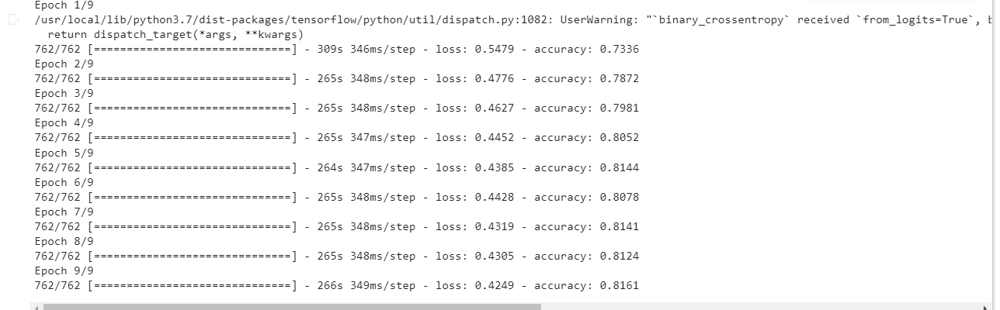 Epoch 1/9
/usr/local/lib/python3.7/dist-packages/tensorflow/python/util/dispatch.py:1082: UserWarning: "`binary_crossentropy` received `from_logits=True`,
  return dispatch_target(*args, **kwargs)
762/762 [==============================] - 309s 346ms/step - loss: 0.5479 - accuracy: 0.7336
Epoch 2/9
762/762 [==============================] - 265s 348ms/step - loss: 0.4776 - accuracy: 0.7872
Epoch 3/9
762/762 [==============================] - 265s 348ms/step - loss: 0.4627 - accuracy: 0.7981
Epoch 4/9
762/762 [==============================] - 265s 347ms/step - loss: 0.4452 - accuracy: 0.8052
Epoch 5/9
762/762 [==============================] - 264s 347ms/step - loss: 0.4385 - accuracy: 0.8144
Epoch 6/9
762/762 [==============================] - 265s 348ms/step - loss: 0.4428 - accuracy: 0.8078
Epoch 7/9
762/762 [==============================] - 265s 348ms/step - loss: 0.4319 - accuracy: 0.8141
Epoch 8/9
762/762 [==============================] - 265s 348ms/step - loss: 0.4305 - accuracy: 0.8124
Epoch 9/9
762/762 [==============================] - 266s 349ms/step - loss: 0.4249 - accuracy: 0.8161